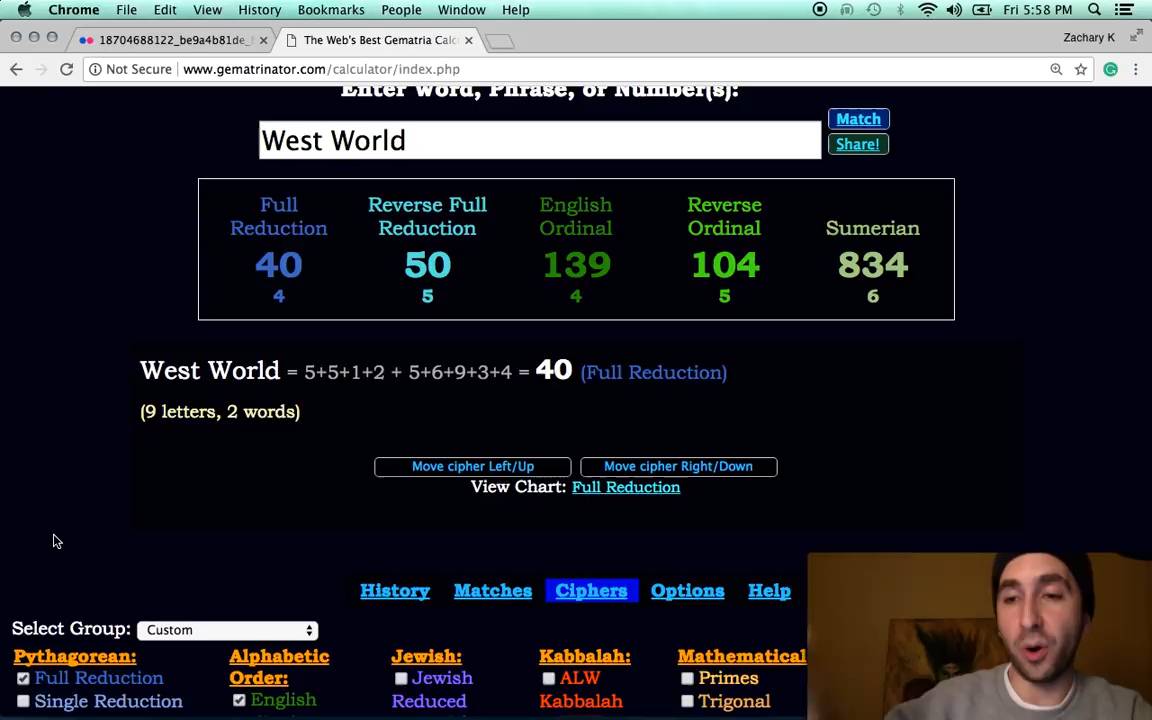 Chrome File Edit View History Bookmarks People Window Help Fri 5:58 PM
18704688122_be9a4b81de_ The Web's Best Gematria Calc Zachary K
Not Secure www.gematrinator.com/calculator/index.php
Enter Word, Phrase, or Number(s):
West World
Match
Share!
Full Reduction Reverse Full Reduction English Ordinal Reverse Ordinal Sumerian
40 50 139 104 834
4 5 4 5 6
West World = 5+5+1+2 + 5+6+9+3+4 = 40 (Full Reduction)
(9 letters, 2 words)
Move cipher Left/Up Move cipher Right/Down
View Chart: Full Reduction
History Matches Ciphers Options Help
Select Group: Custom
Pythagorean: Alphabetic Order: Jewish: Kabbalah: Mathematical
Full Reduction Jewish ALW Primes
Single Reduction English Reduced Kabbalah Trigonal